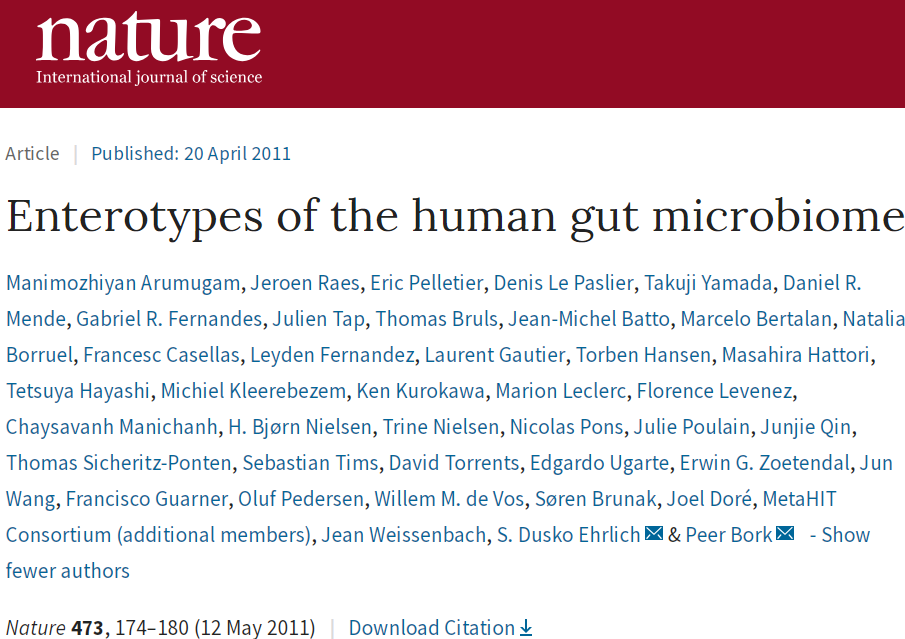 nature
International journal of science
Article | Published: 20 April 2011
Enterotypes of the human gut microbiome
Manimozhiyan Arumugam, Jeroen Raes, Eric Pelletier, Denis Le Paslier, Takuji Yamada, Daniel R.
Mende, Gabriel R. Fernandes, Julien Tap, Thomas Bruls, Jean-Michel Batto, Marcelo Bertalan, Natalia
Borruel, Francesc Casellas, Leyden Fernandez, Laurent Gautier, Torben Hansen, Masahira Hattori,
Tetsuya Hayashi, Michiel Kleerebezem, Ken Kurokawa, Marion Leclerc, Florence Levenez,
Chaysavanh Manichanh, H. Bjørn Nielsen, Trine Nielsen, Nicolas Pons, Julie Poulain, Junjie Qin,
Thomas Sicheritz-Ponten, Sebastian Tims, David Torrents, Edgardo Ugarte, Erwin G. Zoetendal, Jun
Wang, Francisco Guarner, Oluf Pedersen, Willem M. de Vos, Søren Brunak, Joel Doré, MetaHIT
Consortium (additional members), Jean Weissenbach, S. Dusko Ehrlich & Peer Bork - Show
fewer authors
Nature 473, 174–180 (12 May 2011) | Download Citation